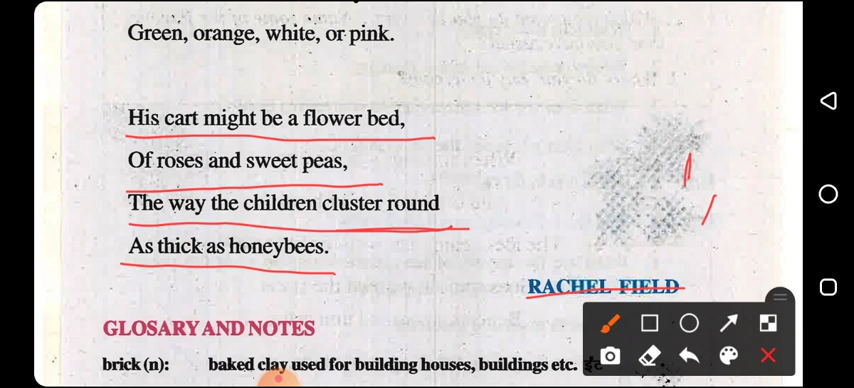 Green, orange, white, or pink.
His cart might be a flower bed,
Of roses and sweet peas,
The way the children cluster round
As thick as honeybees.
RACHEL FIELD
GLOSARY AND NOTES
brick (n): baked clay used for building houses, buildings etc. ईंट